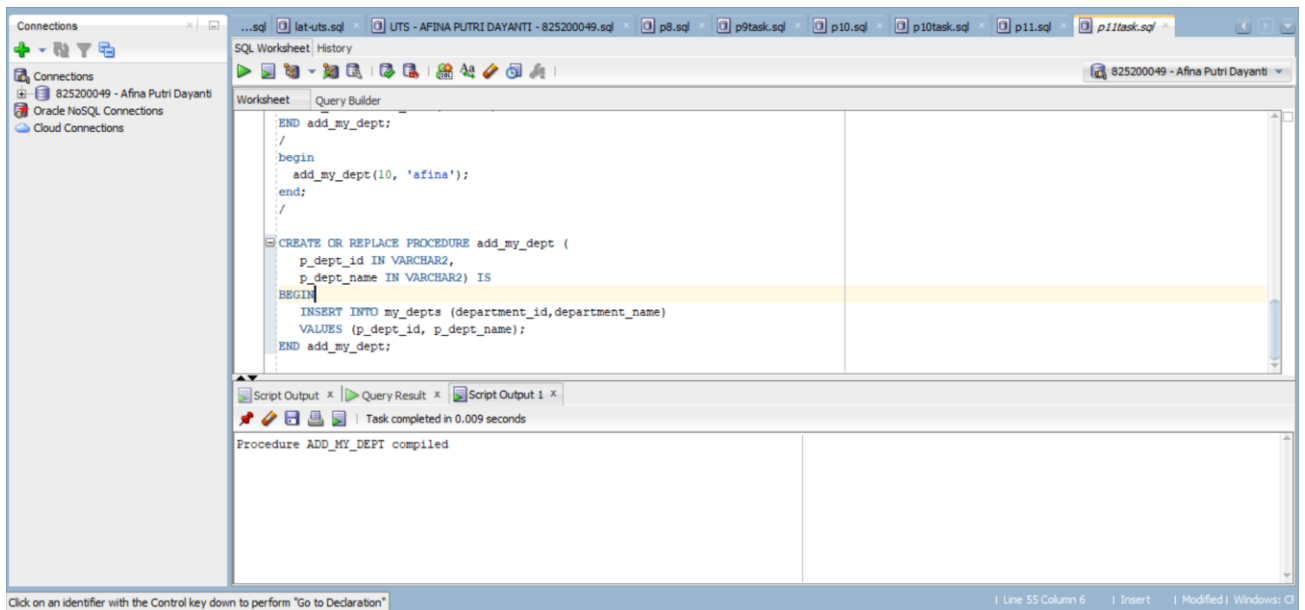 Connections
Connections
825200049 - Afina Putri Dayanti
Oracle NoSQL Connections
Cloud Connections
...sql lat-uts.sql UTS - AFINA PUTRI DAYANTI - 825200049.sql p8.sql p9task.sql p10.sql p10task.sql p11.sql p11task.sql
SQL Worksheet History
825200049 - Afina Putri Dayanti
Worksheet Query Builder
END add_my_dept;
/
begin
add_my_dept(10, 'afina');
end;
/
CREATE OR REPLACE PROCEDURE add_my_dept (
p_dept_id IN VARCHAR2,
p_dept_name IN VARCHAR2) IS
BEGIN
INSERT INTO my_depts (department_id,department_name)
VALUES (p_dept_id, p_dept_name);
END add_my_dept;
Script Output x Query Result x Script Output 1 x
Task completed in 0.009 seconds
Procedure ADD_MY_DEPT compiled
Click on an identifier with the Control key down to perform "Go to Declaration"
| Line 55 Column 6 | Insert | Modified | Windows: Cl